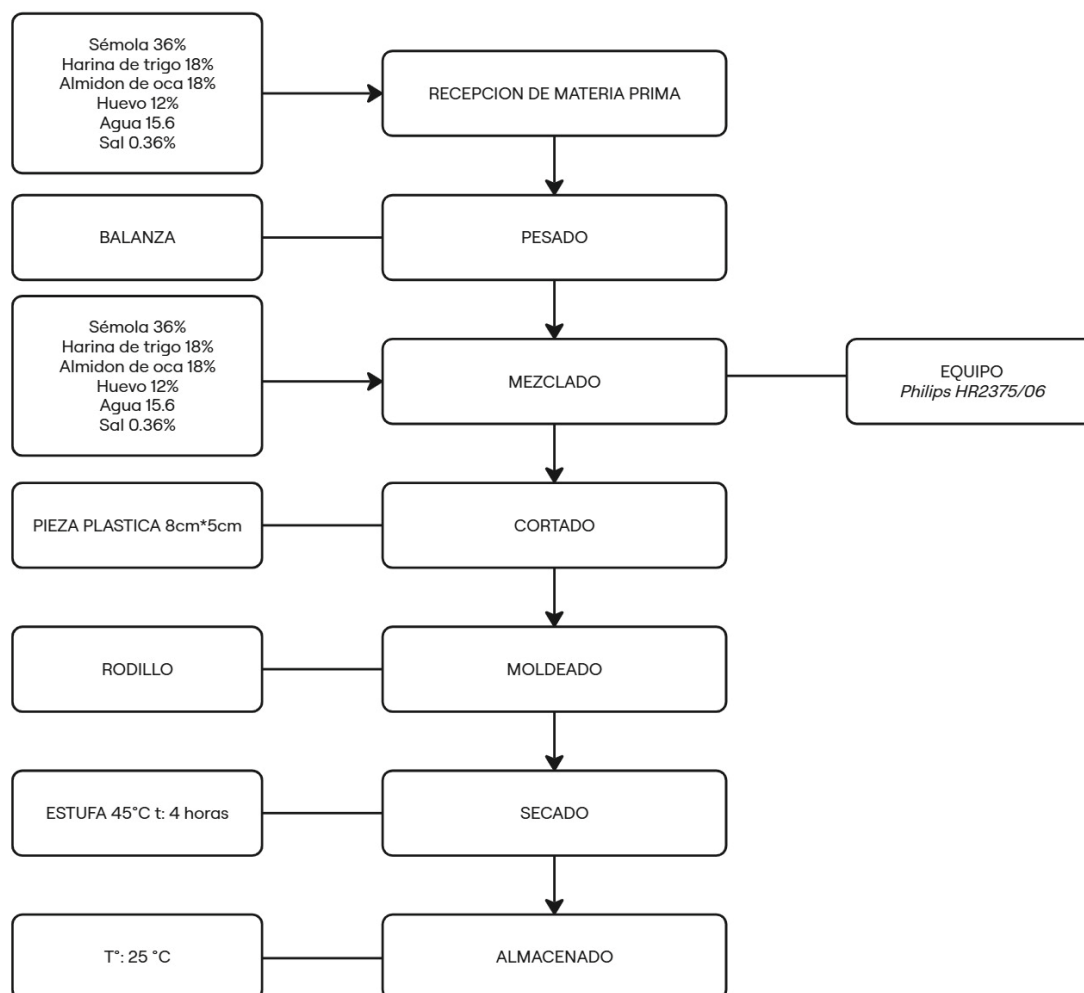 Sémola 36%
Harina de trigo 18%
Almidon de oca 18%
Huevo 12%
Agua 15.6
Sal 0.36%
RECEPCION DE MATERIA PRIMA
BALANZA
PESADO
Sémola 36%
Harina de trigo 18%
Almidon de oca 18%
Huevo 12%
Agua 15.6
Sal 0.36%
MEZCLADO
EQUIPO
Philips HR2375/06
PIEZA PLASTICA 8cm*5cm
CORTADO
RODILLO
MOLDEADO
ESTUFA 45°C t: 4 horas
SECADO
T°: 25 °C
ALMACENADO